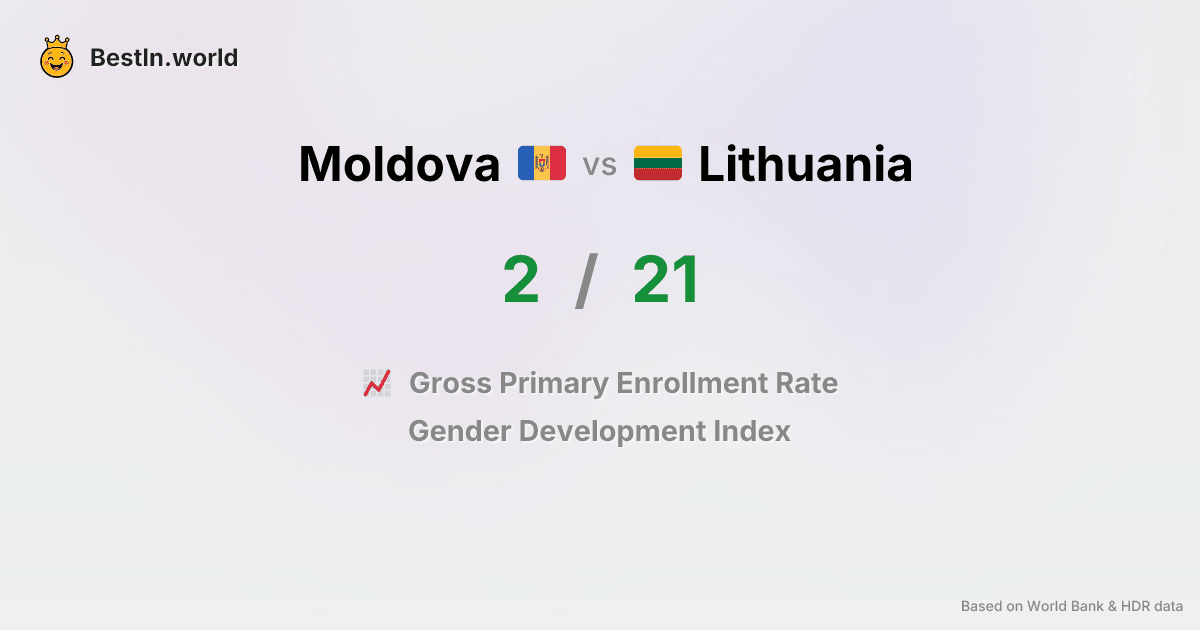 BestIn.world
Moldova vs Lithuania
2 / 21
Gross Primary Enrollment Rate
Gender Development Index
Based on World Bank & HDR data